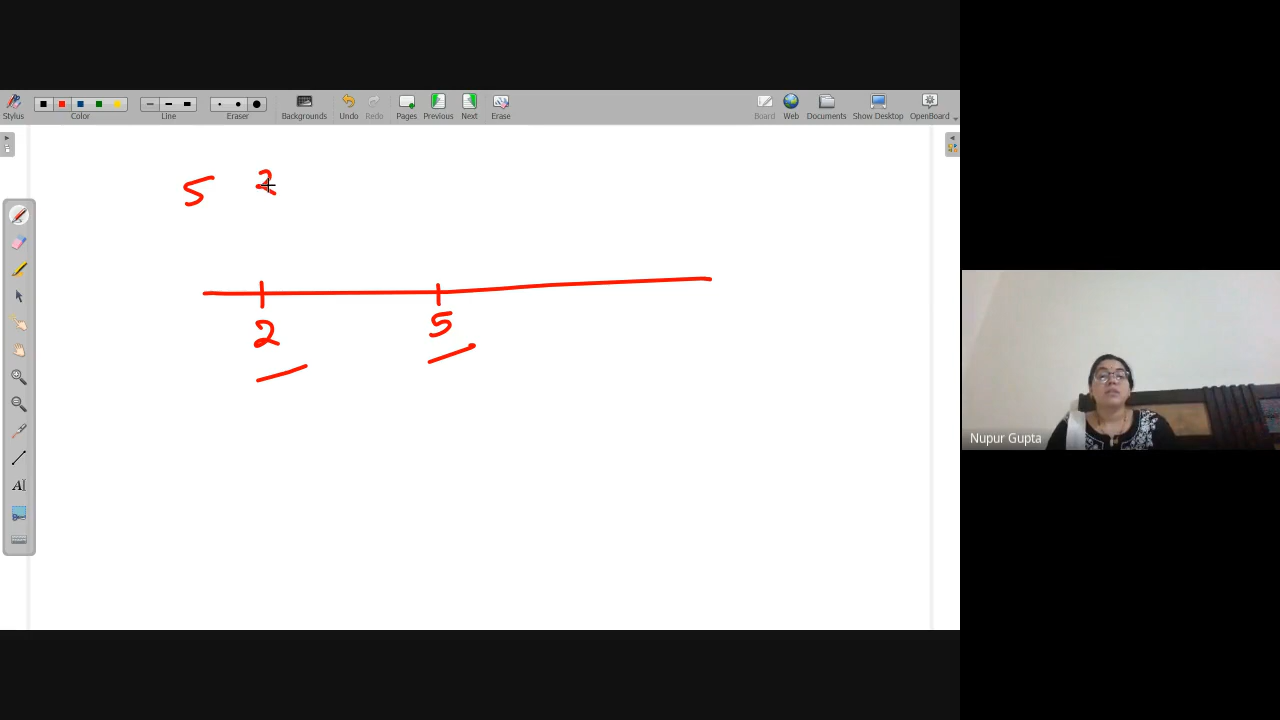 Stylus Color Line Eraser Backgrounds Undo Redo Pages Previous Next Erase Board Web Documents Show Desktop OpenBoard
5 2
2 5
A
Nupur Gupta